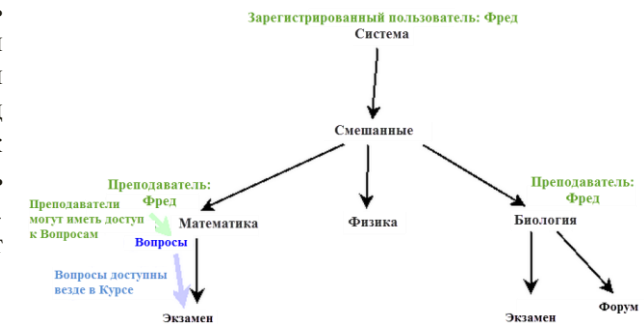 Зарегистрированный пользователь: Фред
Система
Смешанные
Преподаватель:
Фред
Преподаватель:
Фред
Преподаватели
могут иметь доступ
к Вопросам
Математика
Физика
Биология
Вопросы
Вопросы доступны
везде в Курсе
Экзамен
Экзамен
Форум